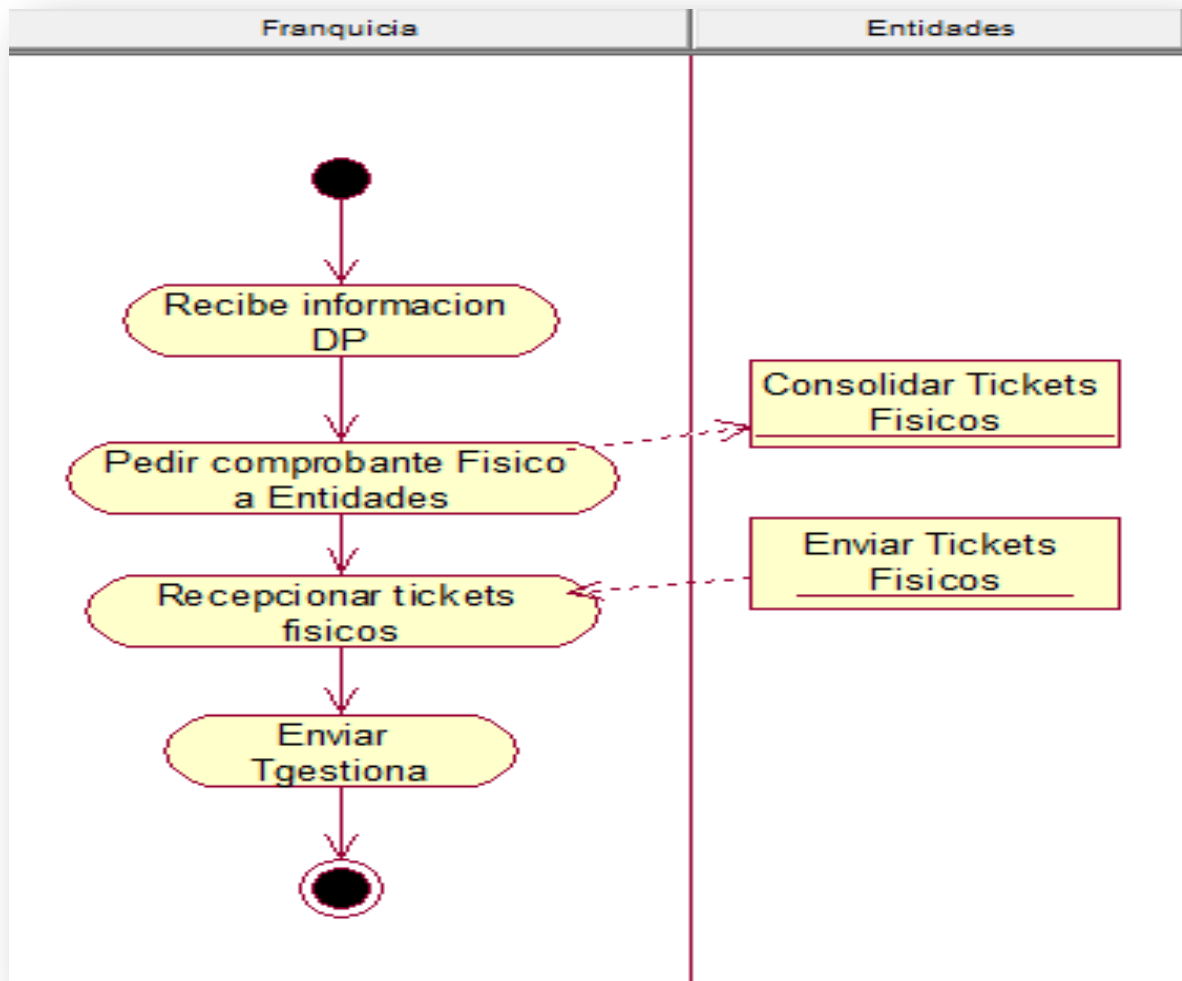 Franquicia
Entidades
Recibe informacion
DP
Consolidar Tickets
Fisicos
Pedir comprobante Fisico
a Entidades
Enviar Tickets
Fisicos
Recepcionar tickets
fisicos
Enviar
Tgestiona